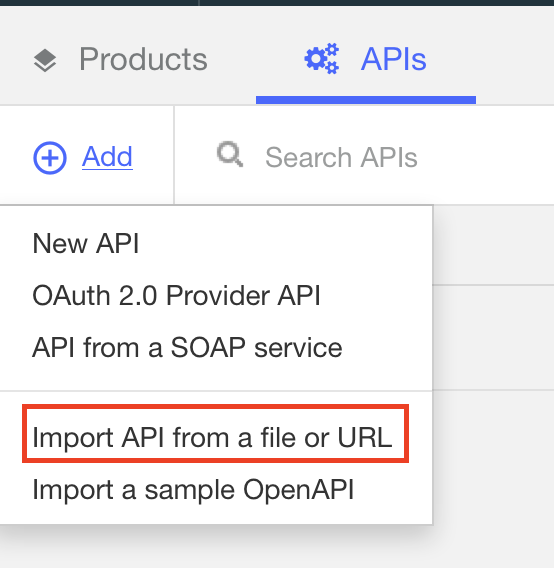 Products
APIs
Add
Search APIs
New API
OAuth 2.0 Provider API
API from a SOAP service
Import API from a file or URL
Import a sample OpenAPI